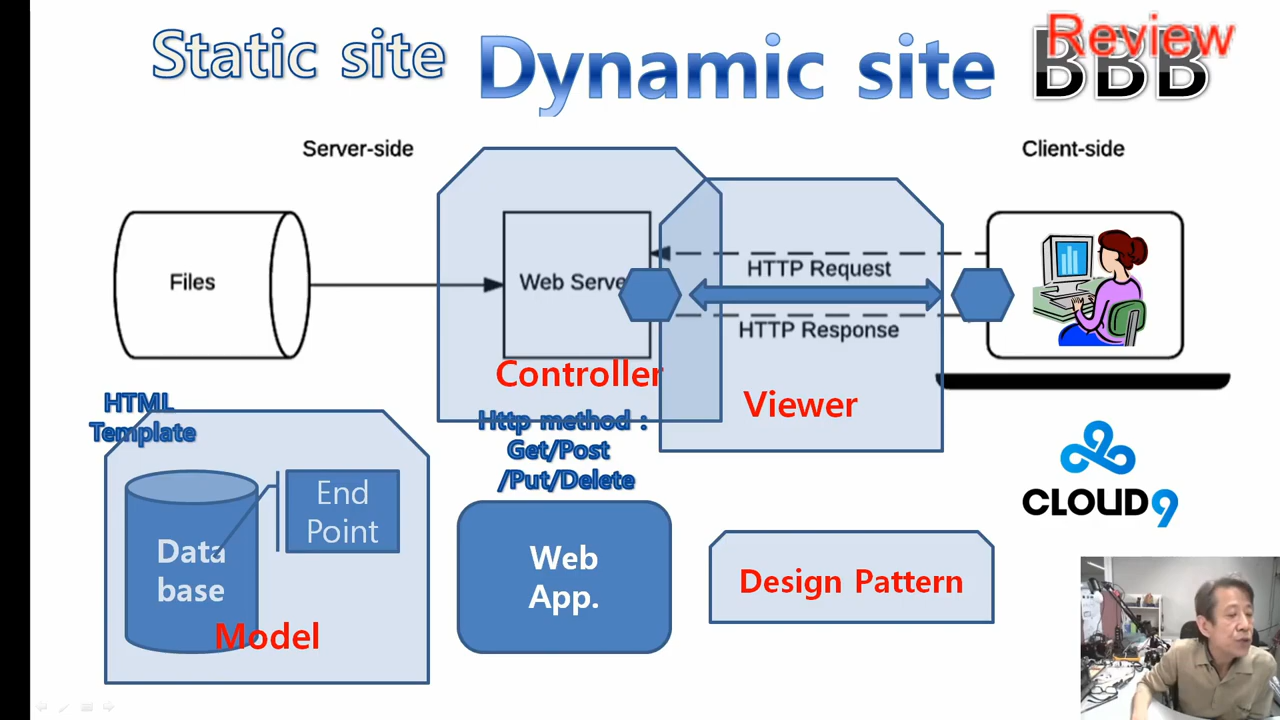 Static site
Dynamic site
BBB
Review
Server-side
Client-side
Files
Web Serve
HTTP Request
HTTP Response
Controller
Viewer
HTML
Template
Http method :
Get/Post
/Put/Delete
End
Point
Data
base
Model
Web
App.
Design Pattern
CLOUD9